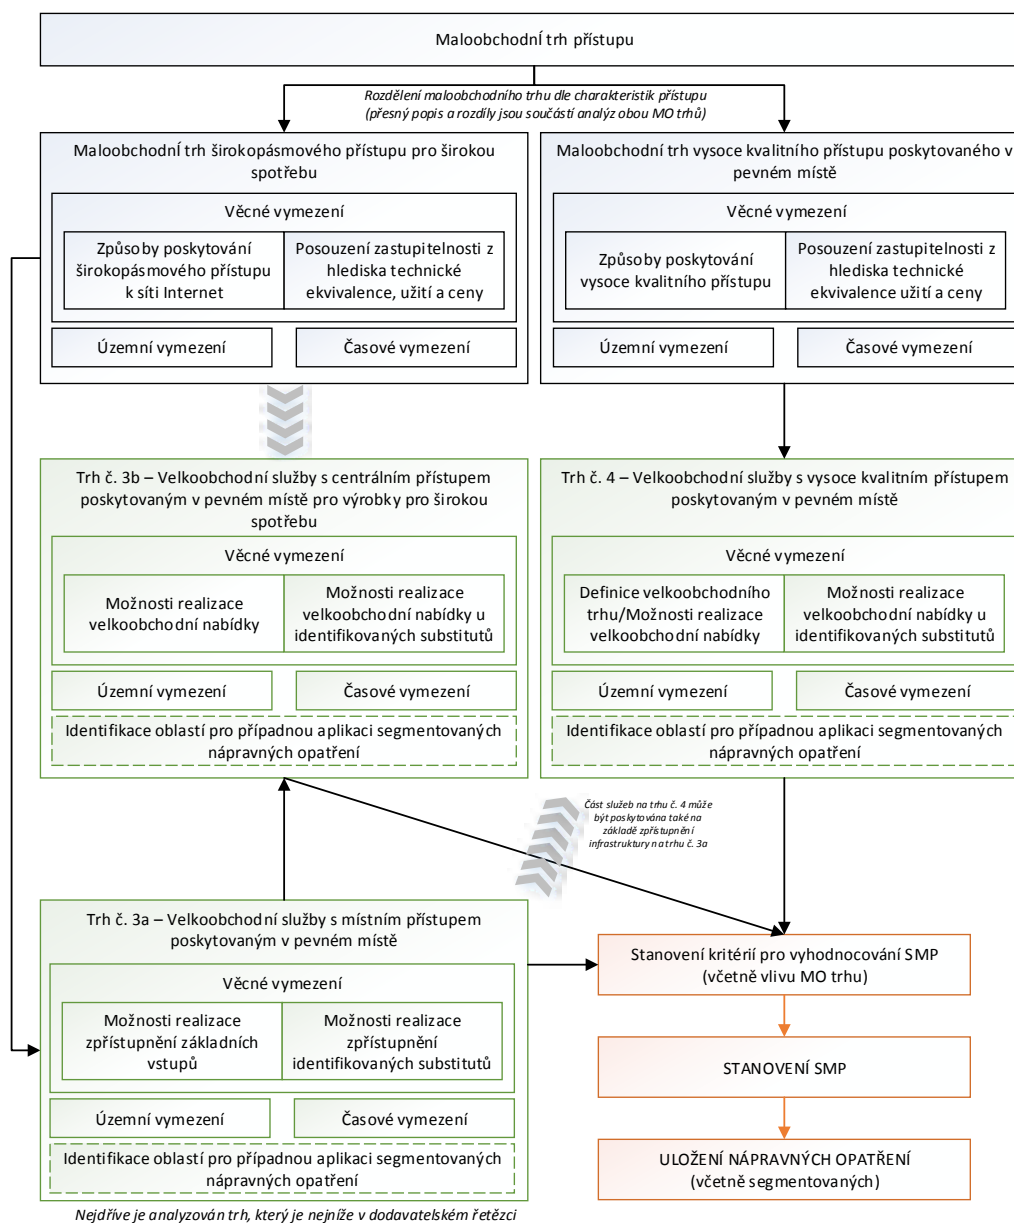 Maloobchodní trh přístupu
Rozdělení maloobchodního trhu dle charakteristik přístupu
(přesný popis a rozdíly jsou součástí analýz obou MO trhů)
Maloobchodní trh širokopásmového přístupu pro širokou
spotřebu
Věcné vymezení
Způsoby poskytování
širokopásmového přístupu
k síti Internet
Posouzení zastupitelnosti z
hlediska technické
ekvivalence, užití a ceny
Územní vymezení
Časové vymezení
Maloobchodní trh vysoce kvalitního přístupu poskytovaného v
pevném místě
Věcné vymezení
Způsoby poskytování
vysoce kvalitního přístupu
Posouzení zastupitelnosti z
hlediska technické
ekvivalence užití a ceny
Územní vymezení
Časové vymezení
Trh č. 3b – Velkoobchodní služby s centrálním přístupem
poskytovaným v pevném místě pro výrobky pro širokou
spotřebu
Věcné vymezení
Možnosti realizace
velkoobchodní nabídky
Možnosti realizace
velkoobchodní nabídky u
identifikovaných substitutů
Územní vymezení
Časové vymezení
Identifikace oblastí pro případnou aplikaci segmentovaných
nápravných opatření
Trh č. 4 – Velkoobchodní služby s vysoce kvalitním přístupem
poskytovaným v pevném místě
Věcné vymezení
Definice velkoobchodního
trhu/Možnosti realizace
velkoobchodní nabídky
Možnosti realizace
velkoobchodní nabídky u
identifikovaných substitutů
Územní vymezení
Časové vymezení
Identifikace oblastí pro případnou aplikaci segmentovaných
nápravných opatření
Část služeb na trhu č. 4 může
být poskytována také na
základě zpřístupnění
infrastruktury na trhu č. 3a
Trh č. 3a – Velkoobchodní služby s místním přístupem
poskytovaným v pevném místě
Věcné vymezení
Možnosti realizace
zpřístupnění základních
vstupů
Možnosti realizace
zpřístupnění
identifikovaných substitutů
Územní vymezení
Časové vymezení
Identifikace oblastí pro případnou aplikaci segmentovaných
nápravných opatření
Stanovení kritérií pro vyhodnocování SMP
(včetně vlivu MO trhu)
STANOVENÍ SMP
ULOŽENÍ NÁPRAVNÝCH OPATŘENÍ
(včetně segmentovaných)
Nejdříve je analyzován trh, který je nejníže v dodavatelském řetězci